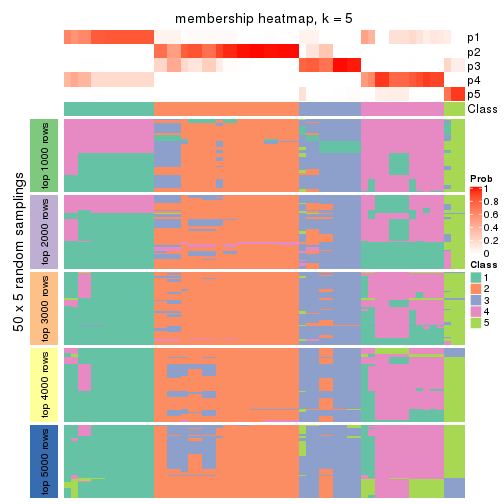 membership heatmap, k = 5
p1
p2
p3
p4
p5
Class
50 x 5 random samplings
top 1000 rows
top 2000 rows
top 3000 rows
top 4000 rows
top 5000 rows
Prob
1
0.8
0.6
0.4
0.2
0
Class
1
2
3
4
5